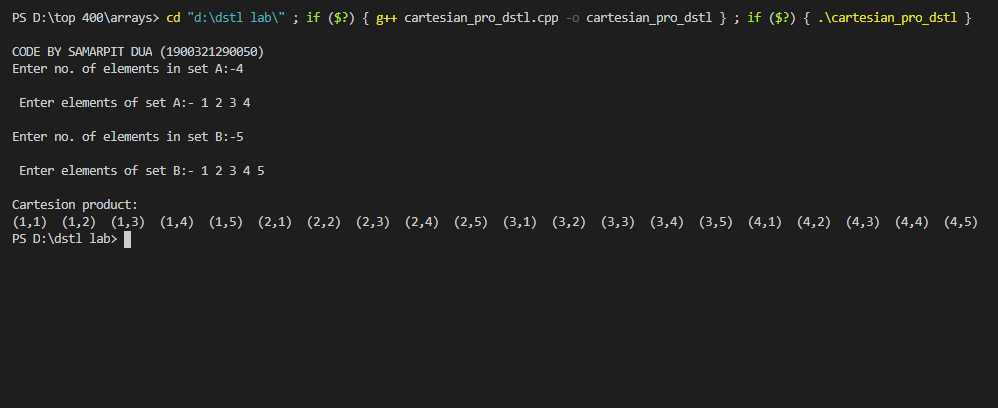 PS D:\top 400\arrays> cd "d:\dstl lab\" ; if ($?) { g++ cartesian_pro_dstl.cpp -o cartesian_pro_dstl } ; if ($?) { .\cartesian_pro_dstl }
CODE BY SAMARPIT DUA (1900321290050)
Enter no. of elements in set A:-4
Enter elements of set A:- 1 2 3 4
Enter no. of elements in set B:-5
Enter elements of set B:- 1 2 3 4 5
Cartesion product:
(1,1)  (1,2)  (1,3)  (1,4)  (1,5)  (2,1)  (2,2)  (2,3)  (2,4)  (2,5)  (3,1)  (3,2)  (3,3)  (3,4)  (3,5)  (4,1)  (4,2)  (4,3)  (4,4)  (4,5)
PS D:\dstl lab>